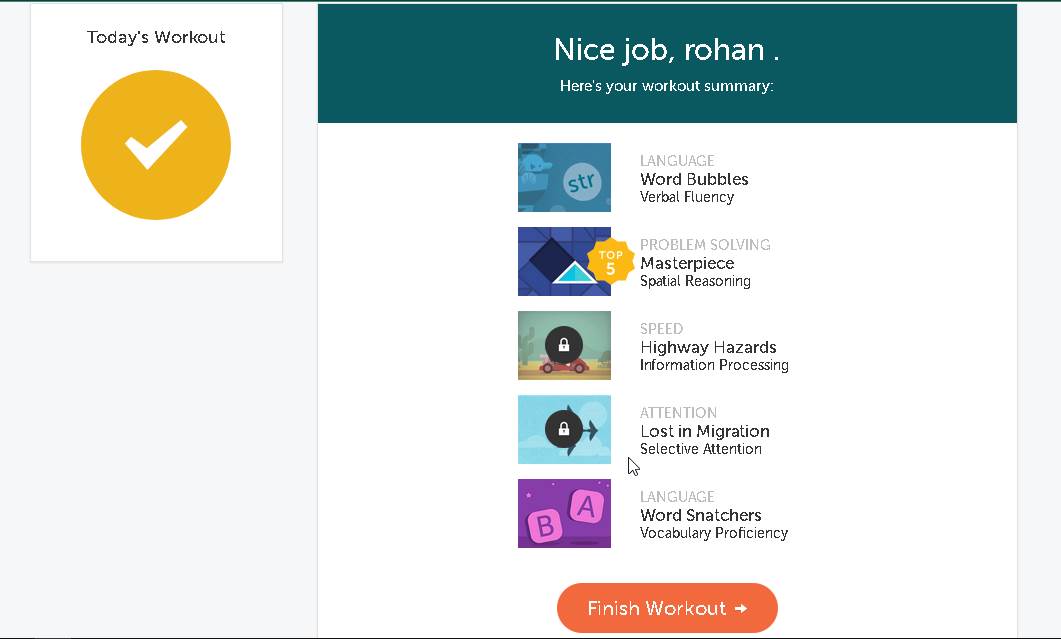 Today's Workout
Nice job, rohan .
Here's your workout summary:
str
LANGUAGE
Word Bubbles
Verbal Fluency
TOP
5
PROBLEM SOLVING
Masterpiece
Spatial Reasoning
SPEED
Highway Hazards
Information Processing
ATTENTION
Lost in Migration
Selective Attention
B A
LANGUAGE
Word Snatchers
Vocabulary Proficiency
Finish Workout →